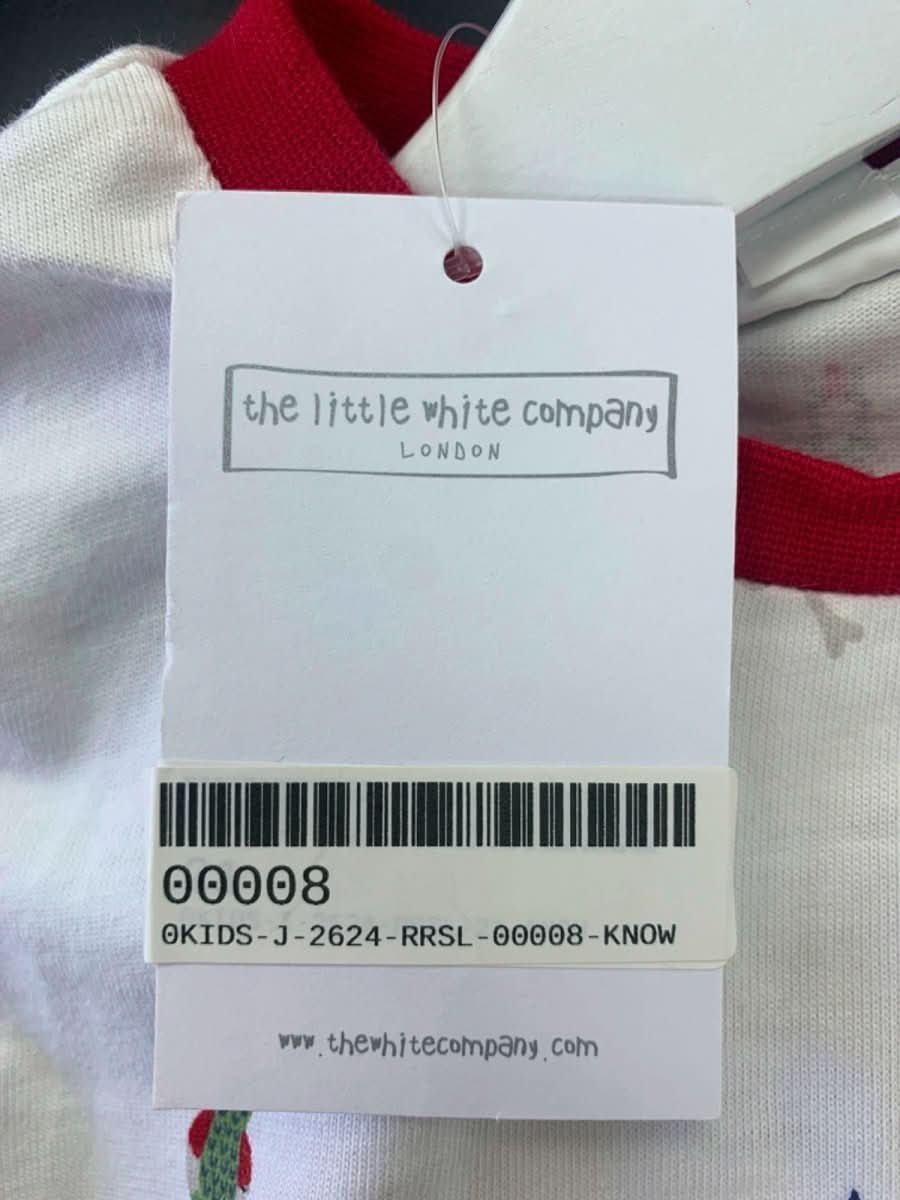 the little white company
LONDON
00008
0KIDS-J-2624-RRSL-00008-KNOW
www.thewhitecompany.com